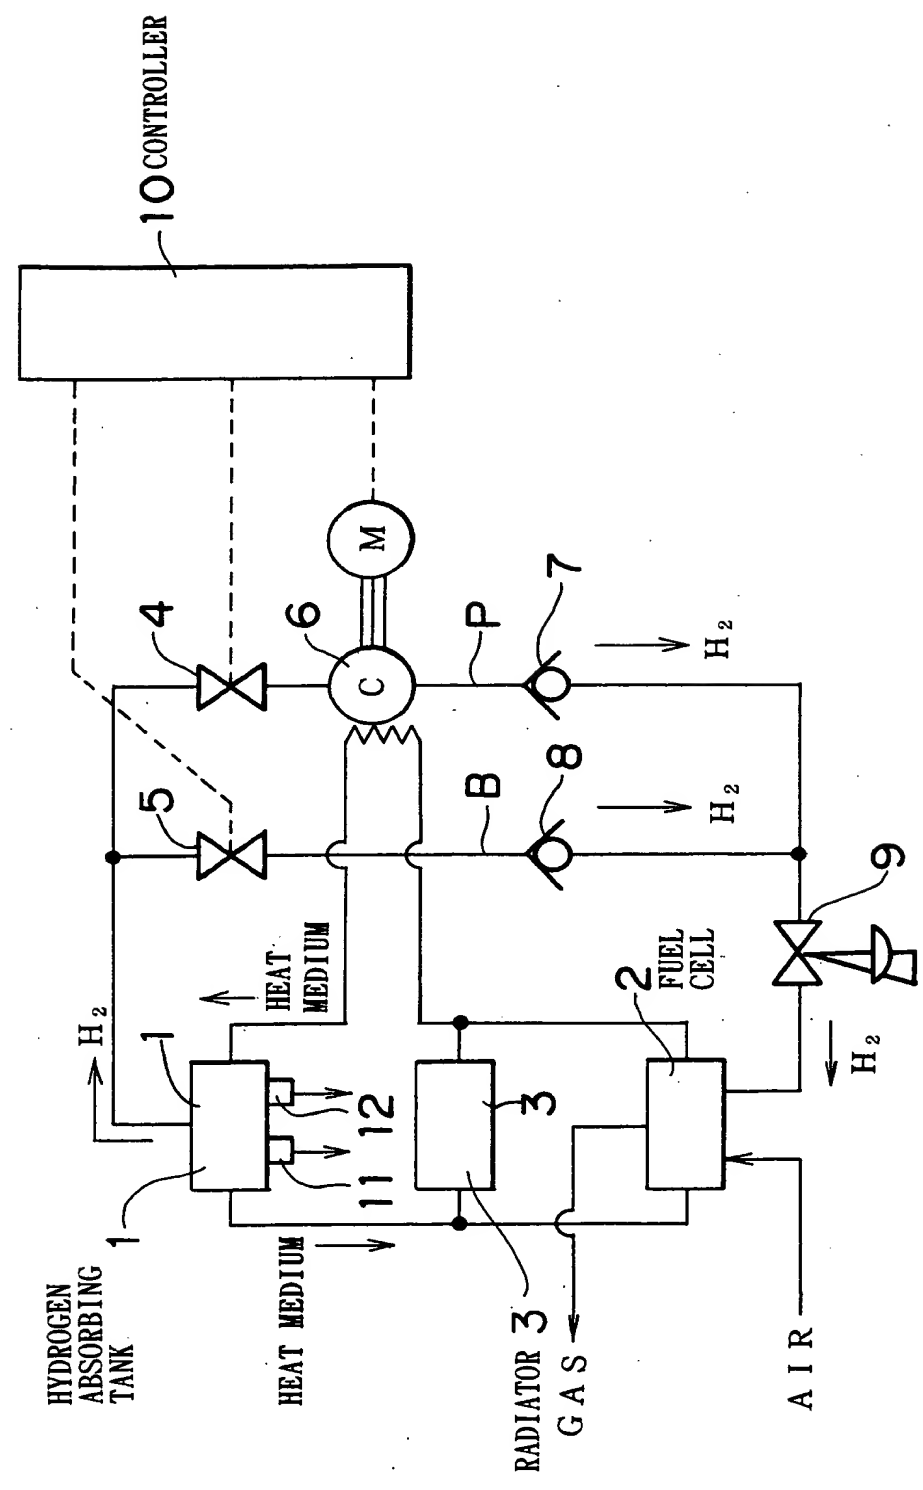 HYDROGEN
ABSORBING
TANK
1
1
H2
HEAT MEDIUM
11
12
HEAT
MEDIUM
5
4
6
C
M
10 CONTROLLER
RADIATOR 3
3
GAS
2
FUEL
CELL
B
8
H2
P
7
H2
AIR
H2
9